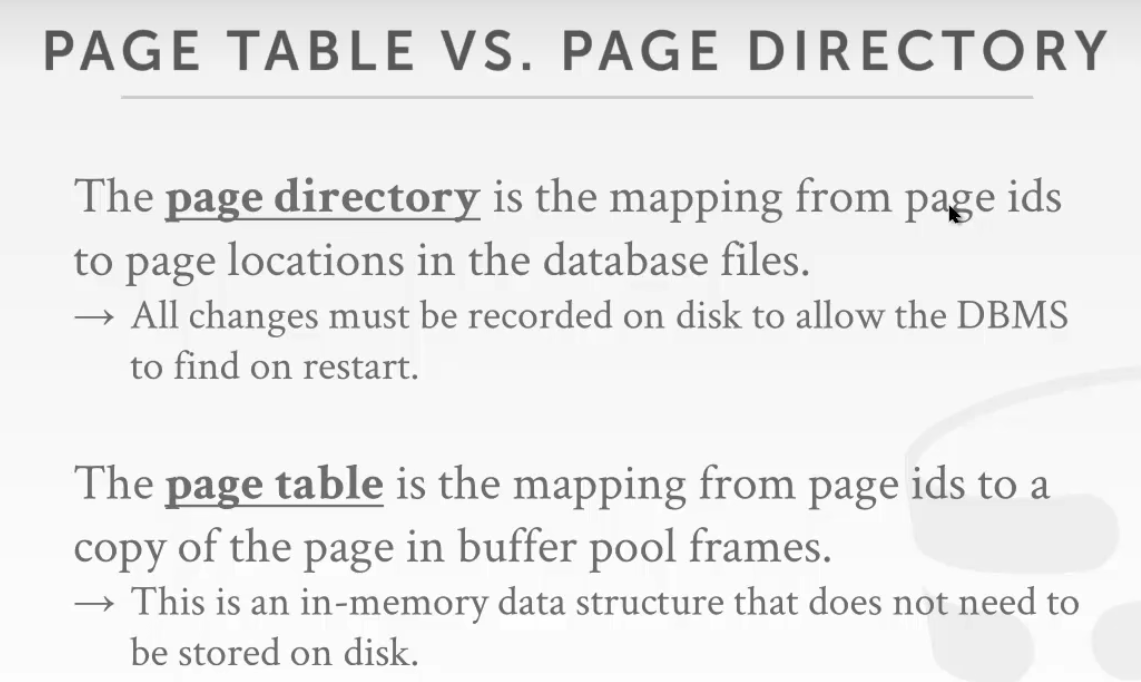 PAGE TABLE VS. PAGE DIRECTORY
The page directory is the mapping from page ids
to page locations in the database files.
→ All changes must be recorded on disk to allow the DBMS
to find on restart.
The page table is the mapping from page ids to a
copy of the page in buffer pool frames.
→ This is an in-memory data structure that does not need to
be stored on disk.